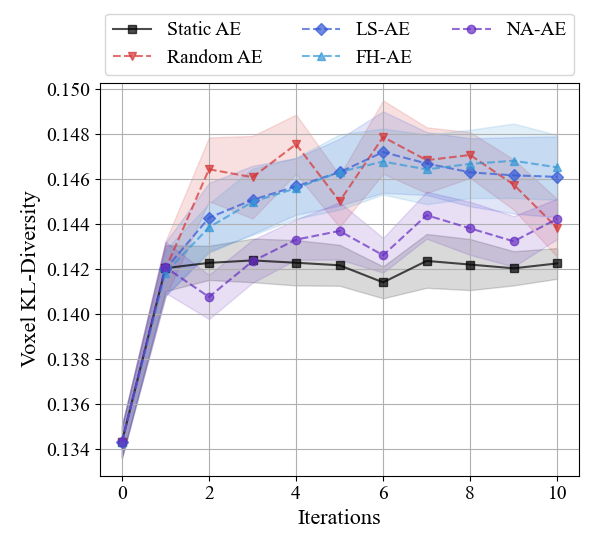 Static AE
Random AE
LS-AE
FH-AE
NA-AE
0.150
0.148
0.146
0.144
0.142
0.140
0.138
0.136
0.134
Voxel KL-Diversity
0 2 4 6 8 10
Iterations